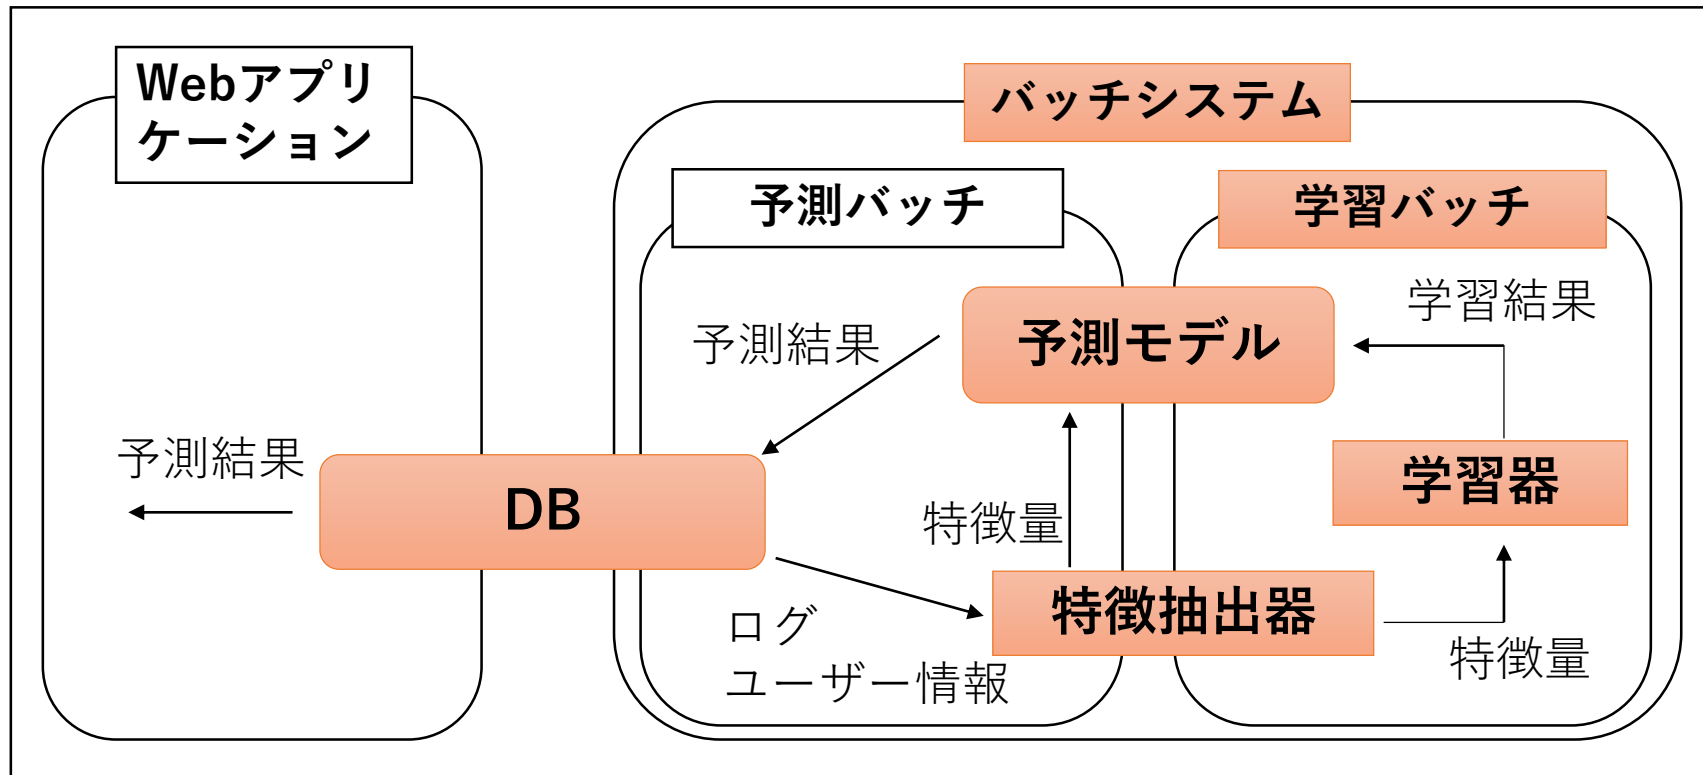 Webアプリ
ケーション
バッチシステム
予測バッチ
学習バッチ
予測結果
予測モデル
学習結果
予測結果
DB
特徴量
学習器
ログ
ユーザー情報
特徴抽出器
特徴量